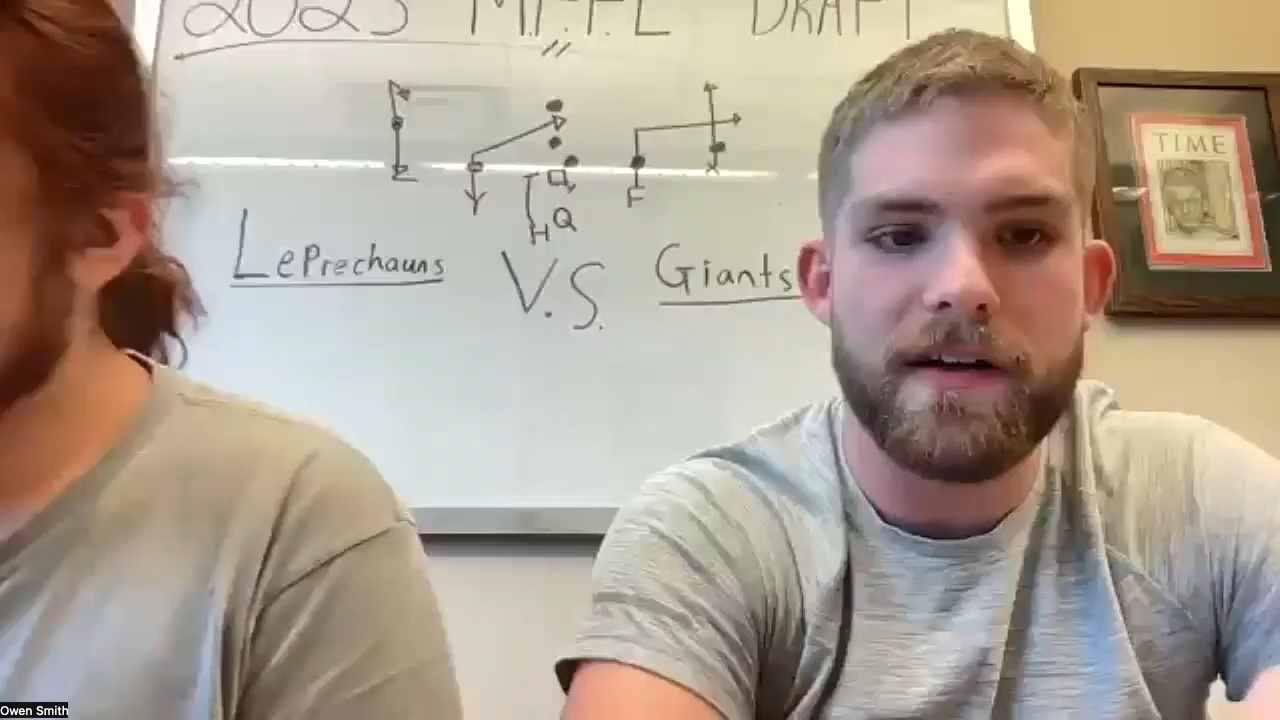 2023 M.F.F.L DRAFT
TIME
F
H Q
LePrechauns V.S. Giants
Owen Smith